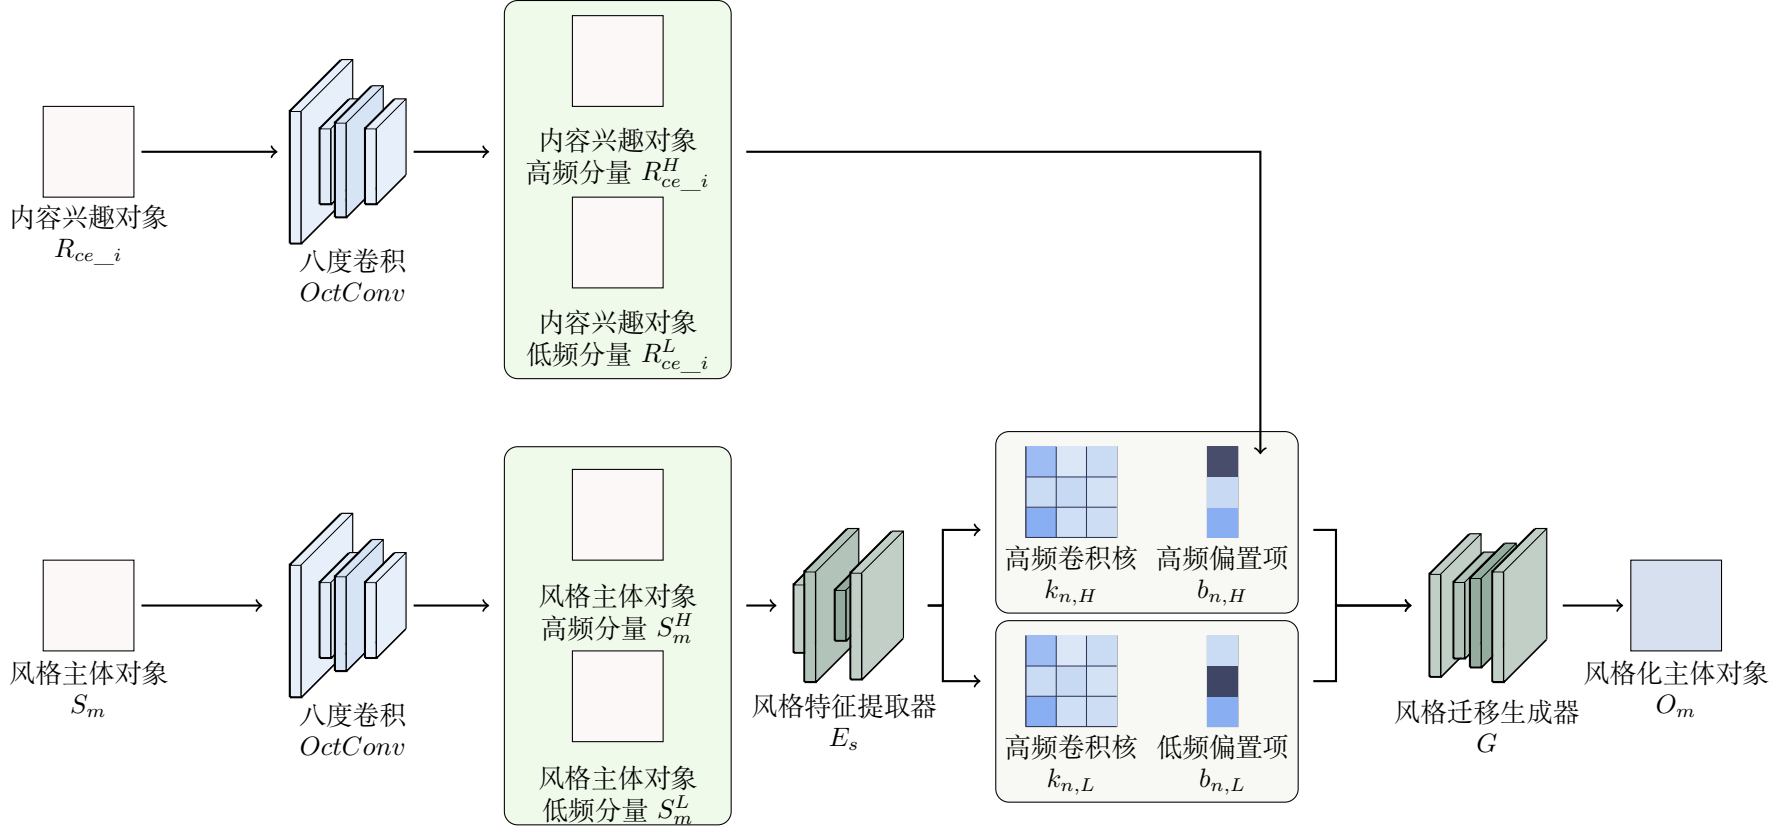 内容兴趣对象
R_{ce\_i}
八度卷积
OctConv
内容兴趣对象
高频分量 R_{ce\_i}^{H}
内容兴趣对象
低频分量 R_{ce\_i}^{L}
风格主体对象
S_m
八度卷积
OctConv
风格主体对象
高频分量 S_m^H
风格主体对象
低频分量 S_m^L
风格特征提取器
E_s
高频卷积核
k_{n,H}
高频偏置项
b_{n,H}
高频卷积核
k_{n,L}
低频偏置项
b_{n,L}
风格迁移生成器
G
风格化主体对象
O_m